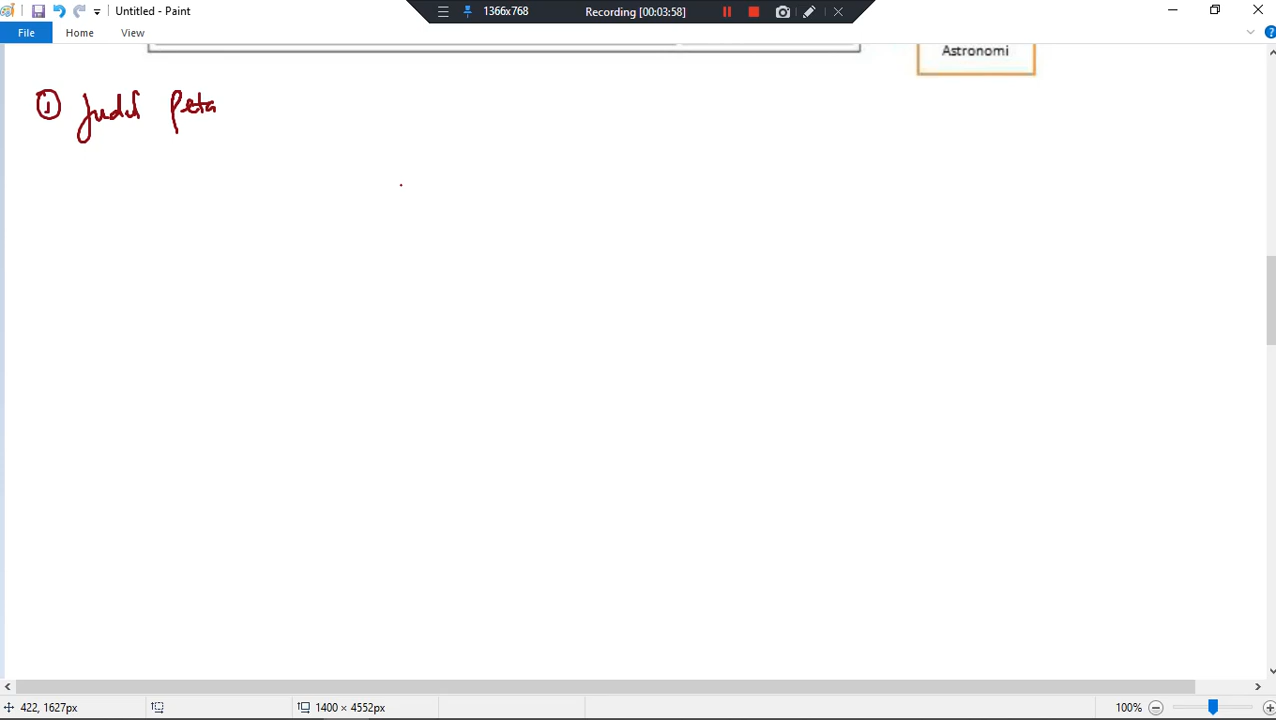 Untitled - Paint
1366x768
Recording [00:03:58]
File Home View
Astronomi
① Judul Peta
422, 1627px
1400 × 4552px
100%